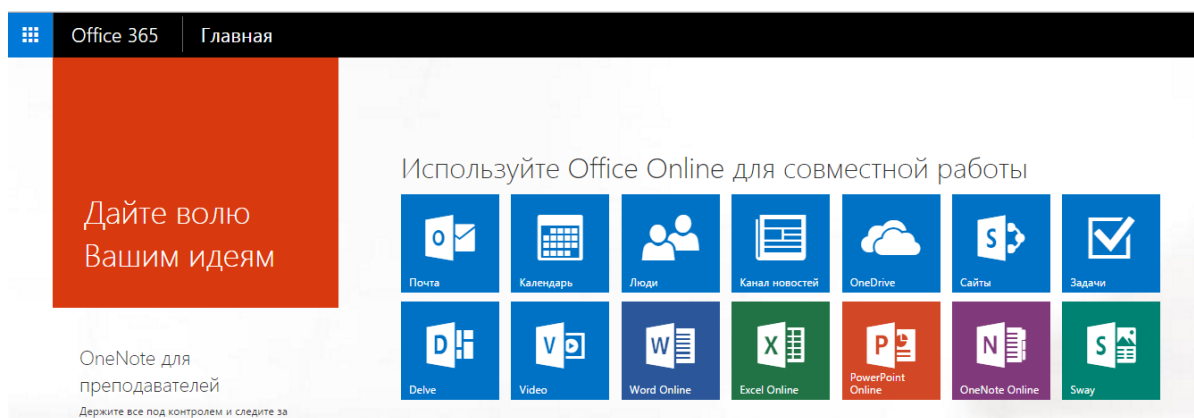 Office 365 Главная
Дайте волю
Вашим идеям
Используйте Office Online для совместной работы
Почта
Календарь
Люди
Канал новостей
OneDrive
Сайты
Задачи
Delve
Video
Word Online
Excel Online
PowerPoint
Online
OneNote Online
Sway
OneNote для
преподавателей
Держите все под контролем и следите за